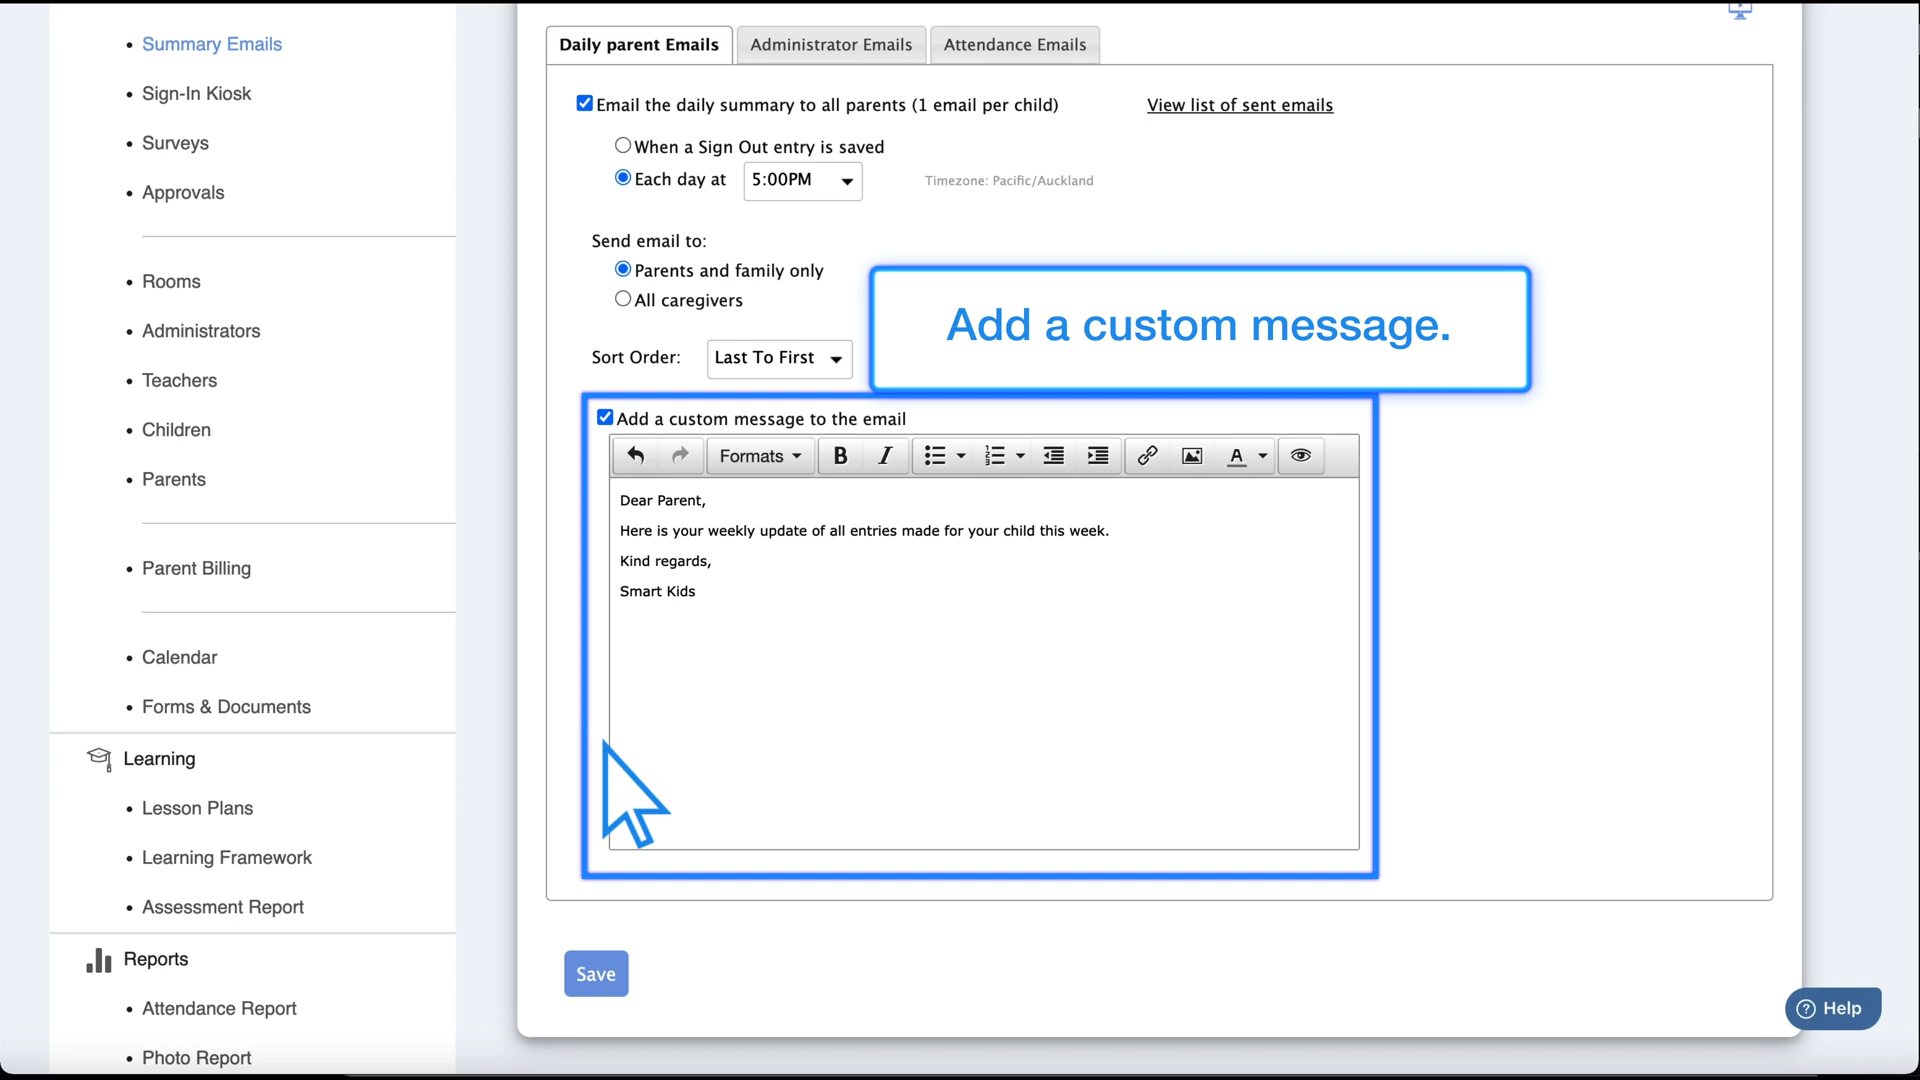 Summary Emails
Sign-In Kiosk
Surveys
Approvals
Rooms
Administrators
Teachers
Children
Parents
Parent Billing
Calendar
Forms & Documents
Learning
Lesson Plans
Learning Framework
Assessment Report
Reports
Attendance Report
Photo Report
Daily parent Emails
Administrator Emails
Attendance Emails
Email the daily summary to all parents (1 email per child)
View list of sent emails
When a Sign Out entry is saved
Each day at 5:00PM
Timezone: Pacific/Auckland
Send email to:
Parents and family only
All caregivers
Sort Order: Last To First
Add a custom message.
Add a custom message to the email
Formats B I A
Dear Parent,
Here is your weekly update of all entries made for your child this week.
Kind regards,
Smart Kids
Save
Help